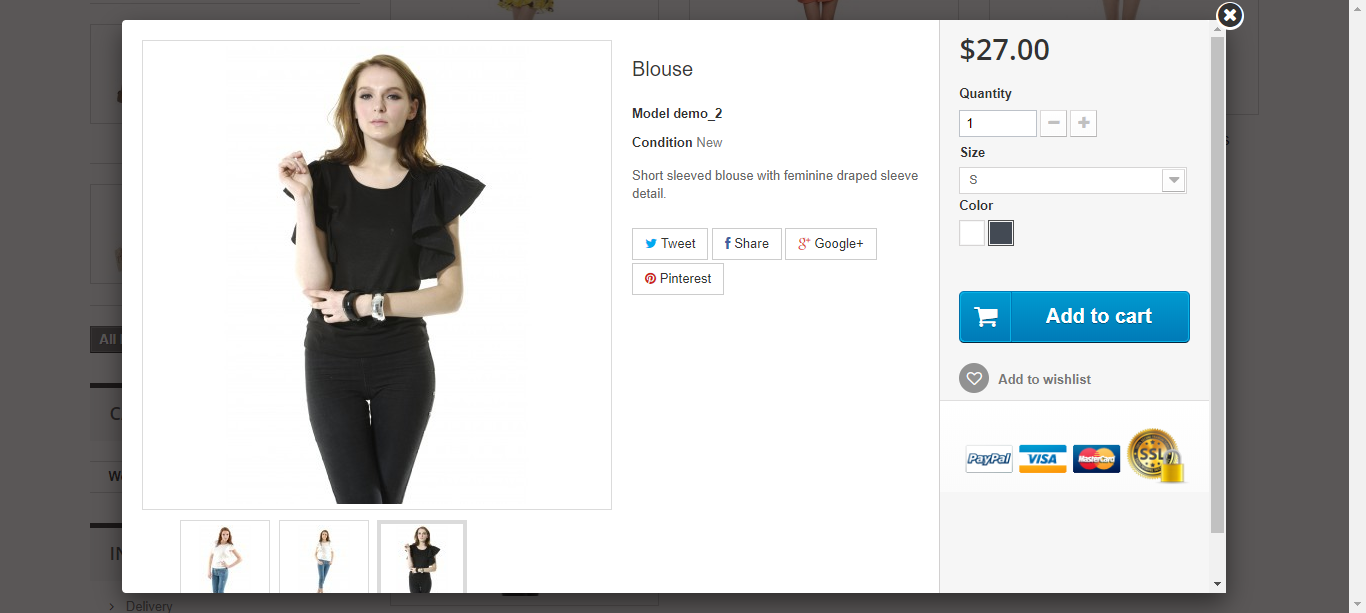 Blouse
Model demo_2
Condition New
Short sleeved blouse with feminine draped sleeve
detail.
Tweet
Share
Google+
Pinterest
$27.00
Quantity
1
Size
S
Color
Add to cart
Add to wishlist
PayPal
VISA
MasterCard
SSL
All
Delivery